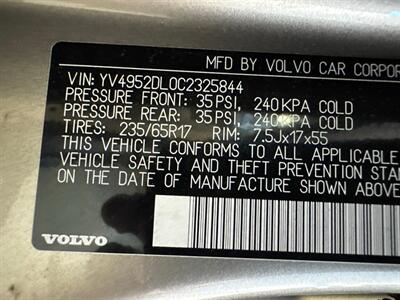 MFD BY VOLVO CAR CORPOR
VIN: YV4952DL0C2325844
PRESSURE FRONT: 35PSI, 240KPA COLD
PRESSURE REAR: 35PSI, 240KPA COLD
TIRES: 235/65R17 RIM: 7,5Jx17x55
THIS VEHICLE CONFORMS TO ALL APPLICABLE
VEHICLE SAFETY AND THEFT PREVENTION STAN
DATE OF MANUFACTURE SHOWN ABOVE
VOLVO